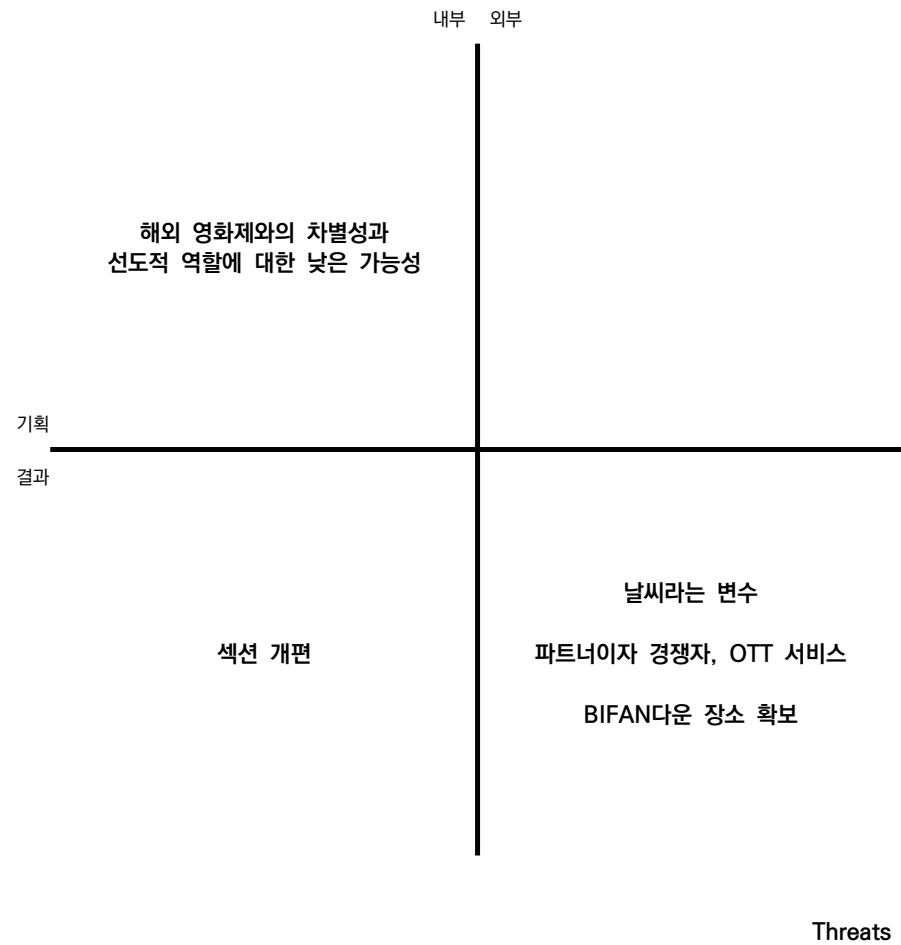 내부 외부
해외 영화제와의 차별성과
선도적 역할에 대한 낮은 가능성
기획
결과
섹션 개편
날씨라는 변수
파트너이자 경쟁자, OTT 서비스
BIFAN다운 장소 확보
Threats